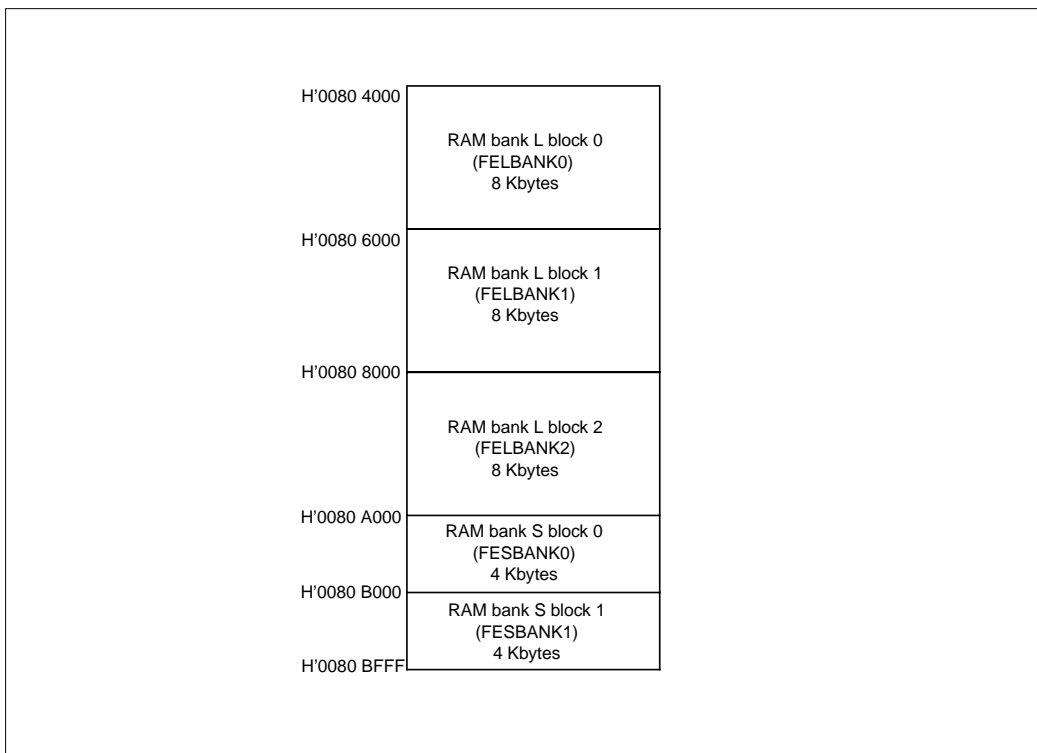 H'0080 4000
RAM bank L block 0
(FELBANK0)
8 Kbytes
H'0080 6000
RAM bank L block 1
(FELBANK1)
8 Kbytes
H'0080 8000
RAM bank L block 2
(FELBANK2)
8 Kbytes
H'0080 A000
RAM bank S block 0
(FESBANK0)
4 Kbytes
H'0080 B000
RAM bank S block 1
(FESBANK1)
4 Kbytes
H'0080 BFFF